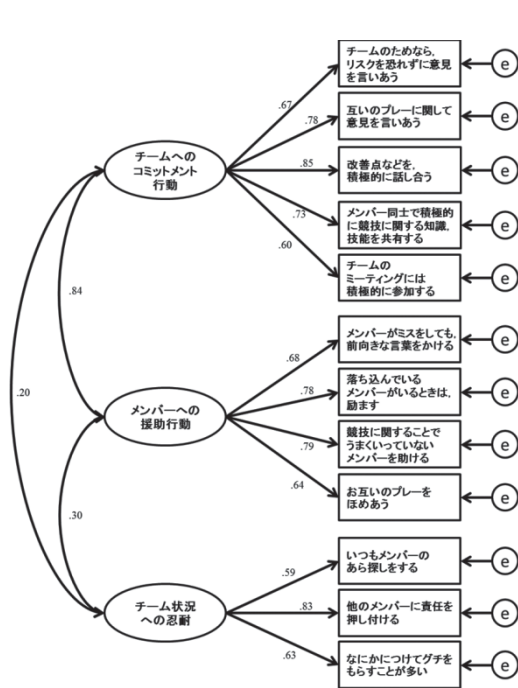 チームのためなら,
リスクを恐れずに意見
を言いあう
e
.67
互いのプレーに関して
意見を言いあう
e
.78
チームへの
コミットメント
行動
改善点などを,
積極的に話し合う
e
.85
メンバー同士で積極的
に競技に関する知識,
技能を共有する
e
.73
チームの
ミーティングには
積極的に参加する
e
.60
.84
メンバーがミスをしても,
前向きな言葉をかける
e
.68
落ち込んでいる
メンバーがいるときは,
励ます
e
.78
.20
メンバーへの
援助行動
競技に関することで
うまくいっていない
メンバーを助ける
e
.79
お互いのプレーを
ほめあう
e
.64
.30
いつもメンバーの
あら探しをする
e
.59
チーム状況
への忍耐
他のメンバーに責任を
押し付ける
e
.83
なにかにつけてグチを
もらすことが多い
e
.63